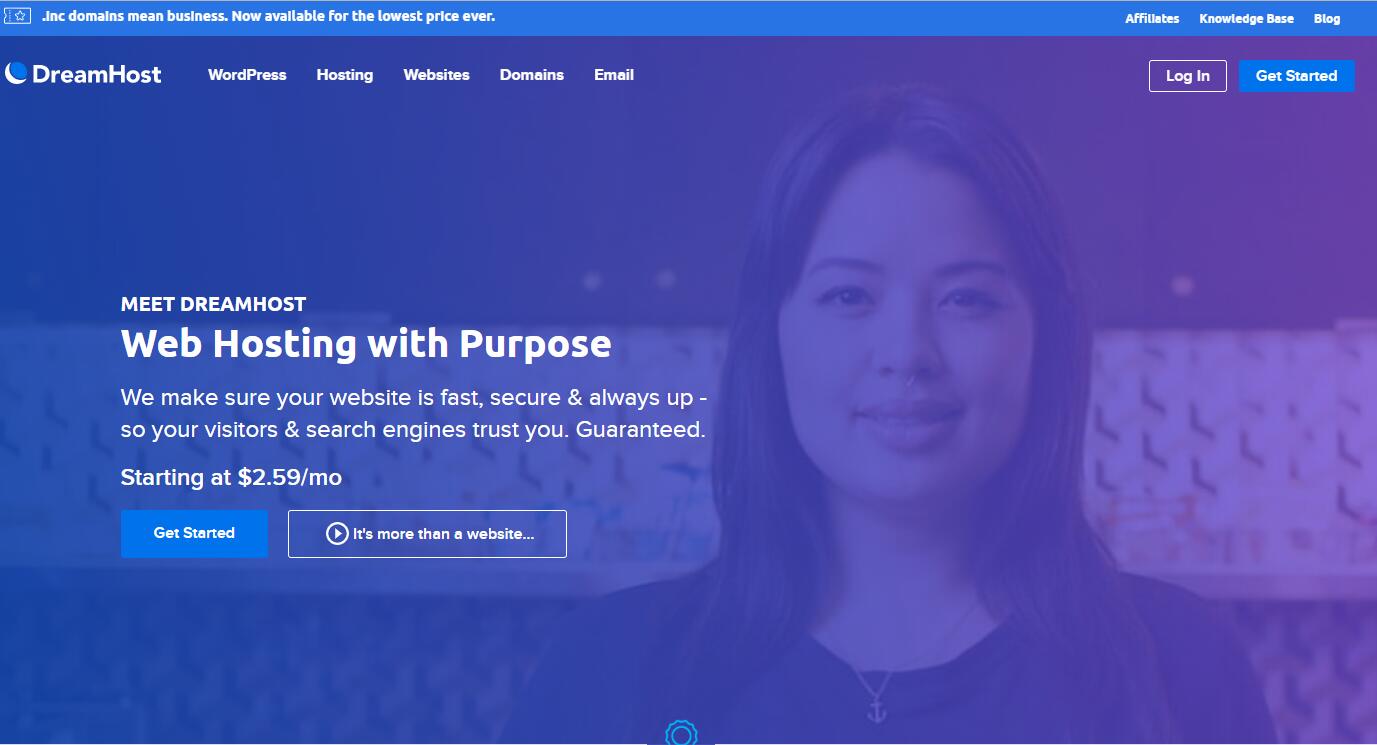 .inc domains mean business. Now available for the lowest price ever.
Affiliates Knowledge Base Blog
DreamHost WordPress Hosting Websites Domains Email Log In Get Started
MEET DREAMHOST
Web Hosting with Purpose
We make sure your website is fast, secure & always up -
so your visitors & search engines trust you. Guaranteed.
Starting at $2.59/mo
Get Started
It's more than a website...